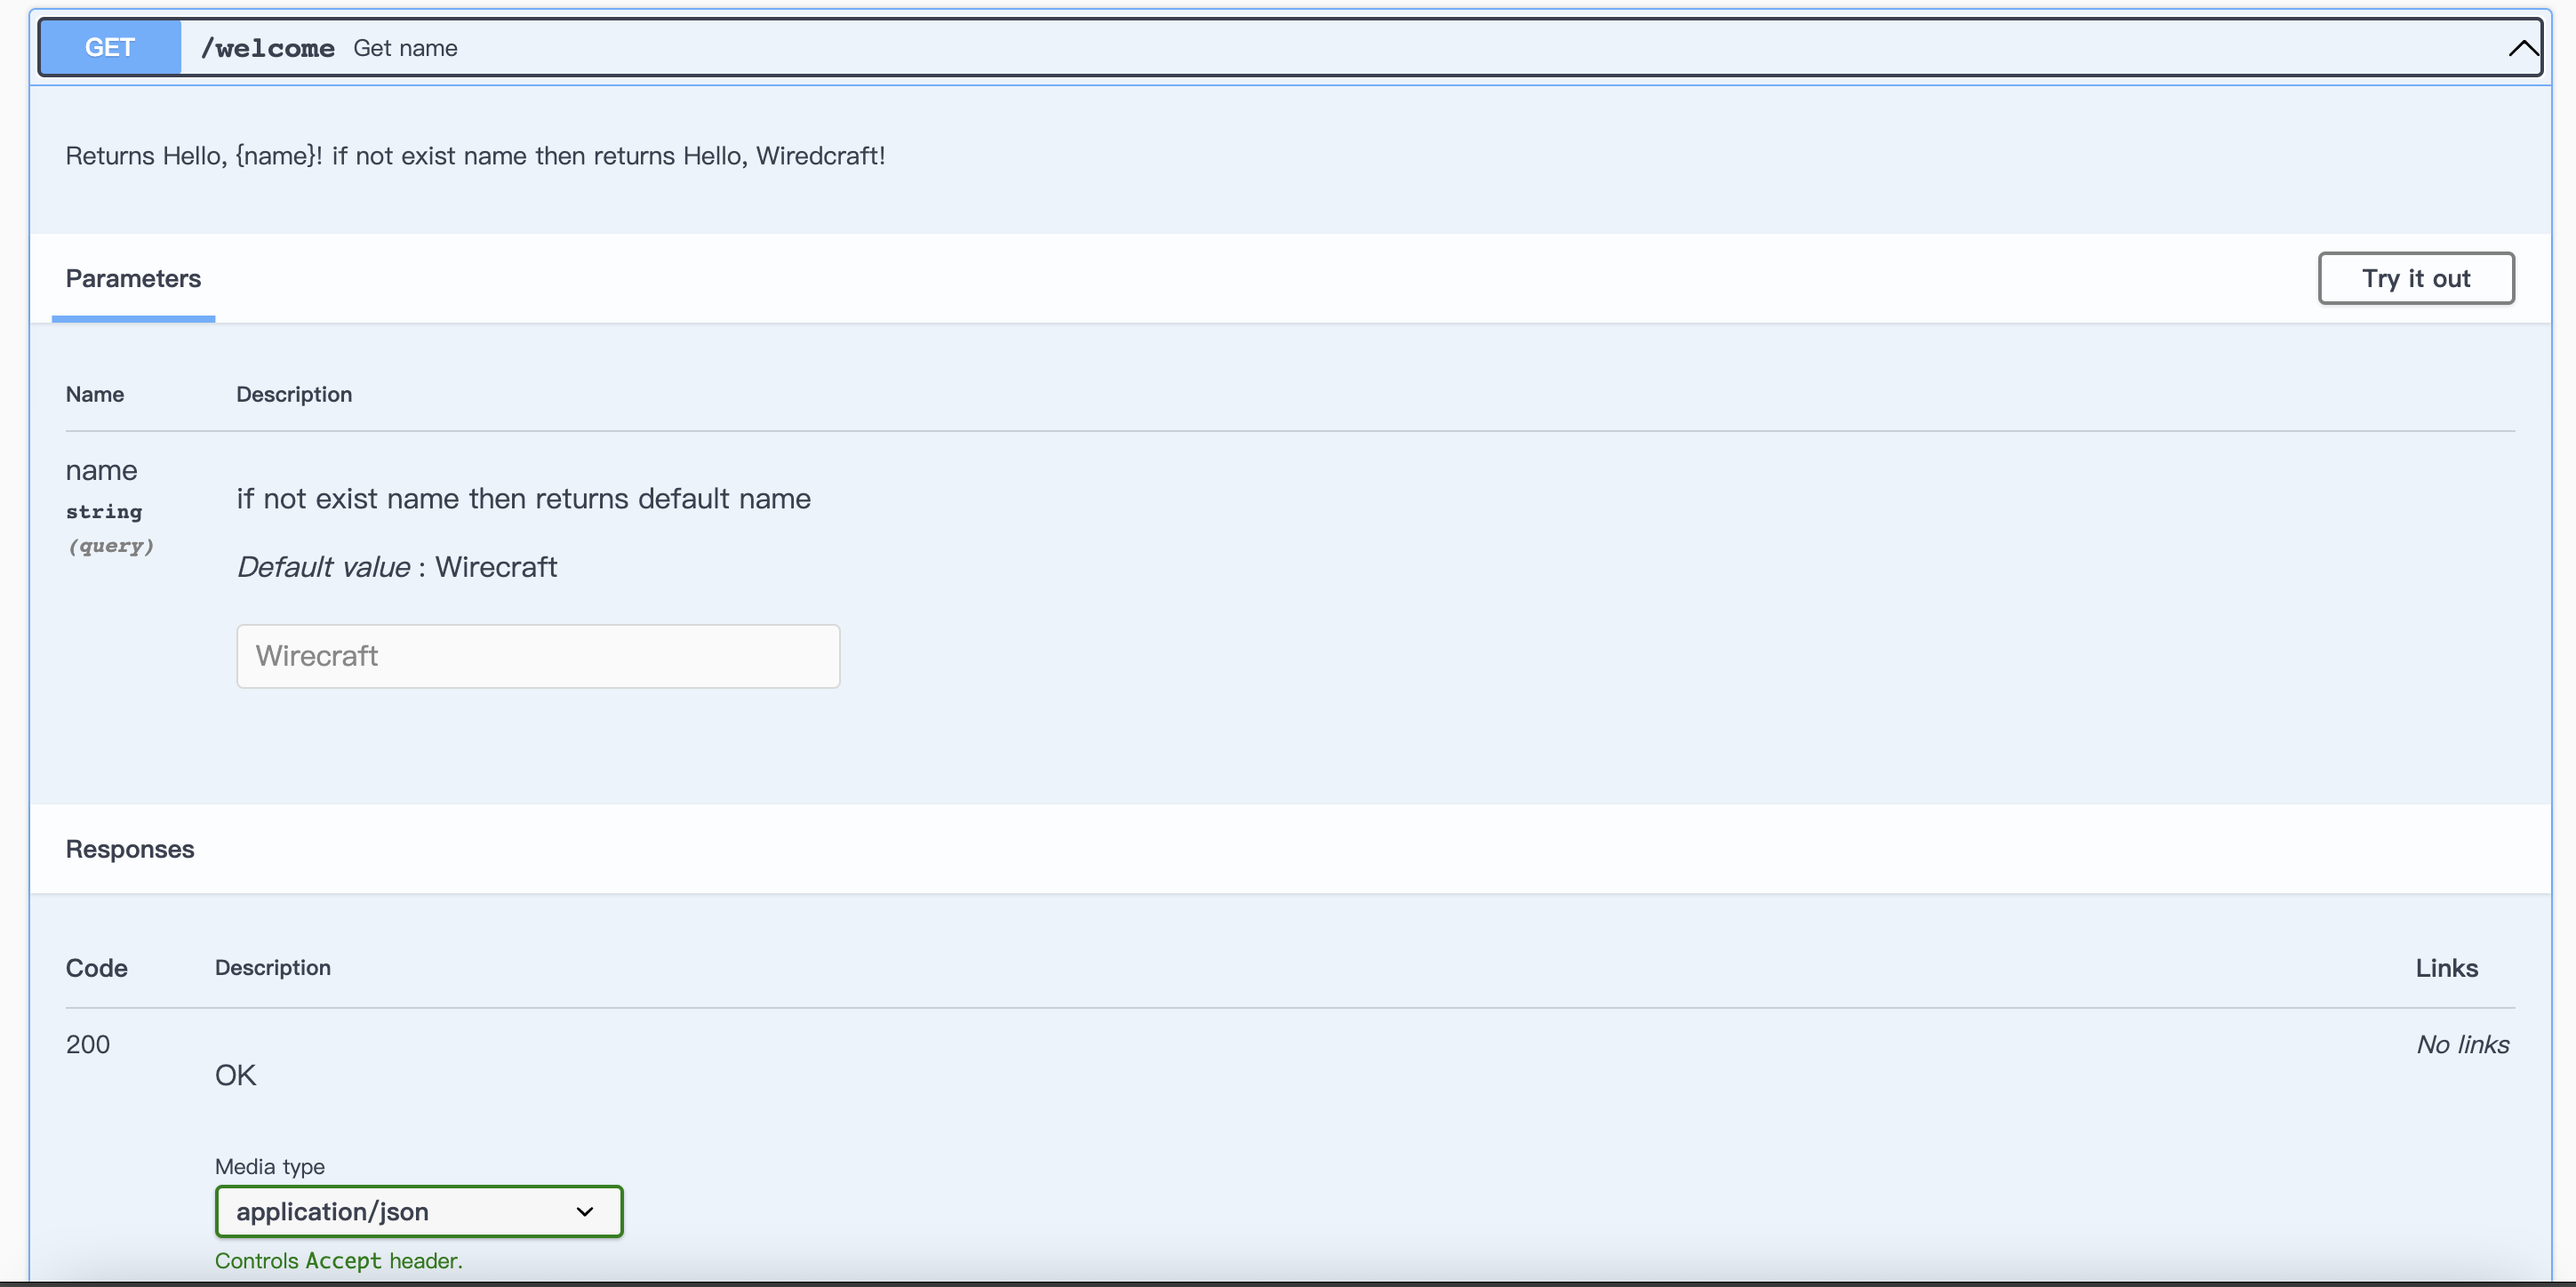 GET /welcome Get name
Returns Hello, {name}! if not exist name then returns Hello, Wiredcraft!
Parameters
Try it out
Name Description
name
string
(query)
if not exist name then returns default name
Default value : Wirecraft
Wirecraft
Responses
Code Description Links
200
OK
No links
Media type
application/json
Controls Accept header.